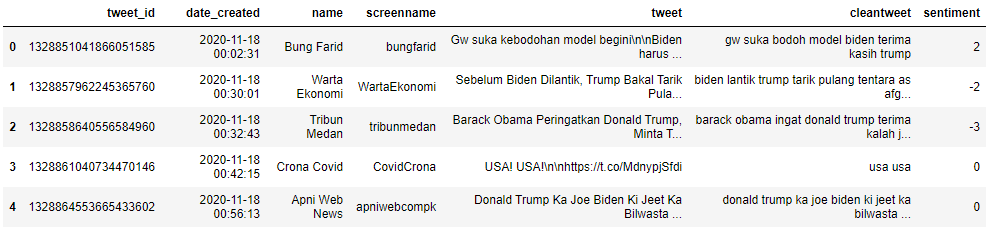 tweet_id date_created name screenname tweet cleantweet sentiment
0 1328851041866051585 2020-11-18 00:02:31 Bung Farid bungfarid Gw suka kebodohan model begini\n\nBiden harus ... gw suka bodoh model biden terima kasih trump 2
1 1328857962245365760 2020-11-18 00:30:01 Warta Ekonomi WartaEkonomi Sebelum Biden Dilantik, Trump Bakal Tarik Pula... biden lantik trump tarik pulang tentara as afg... -2
2 1328858640556584960 2020-11-18 00:32:43 Tribun Medan tribunmedan Barack Obama Peringatkan Donald Trump, Minta T... barack obama ingat donald trump terima kalah j... -3
3 1328861040734470146 2020-11-18 00:42:15 Crona Covid CovidCrona USA! USA!\n\nhttps://t.co/MdnypjSfdi usa usa 0
4 1328864553665433602 2020-11-18 00:56:13 Apni Web News apniwebcompk Donald Trump Ka Joe Biden Ki Jeet Ka Bilwasta ... donald trump ka joe biden ki jeet ka bilwasta ... 0